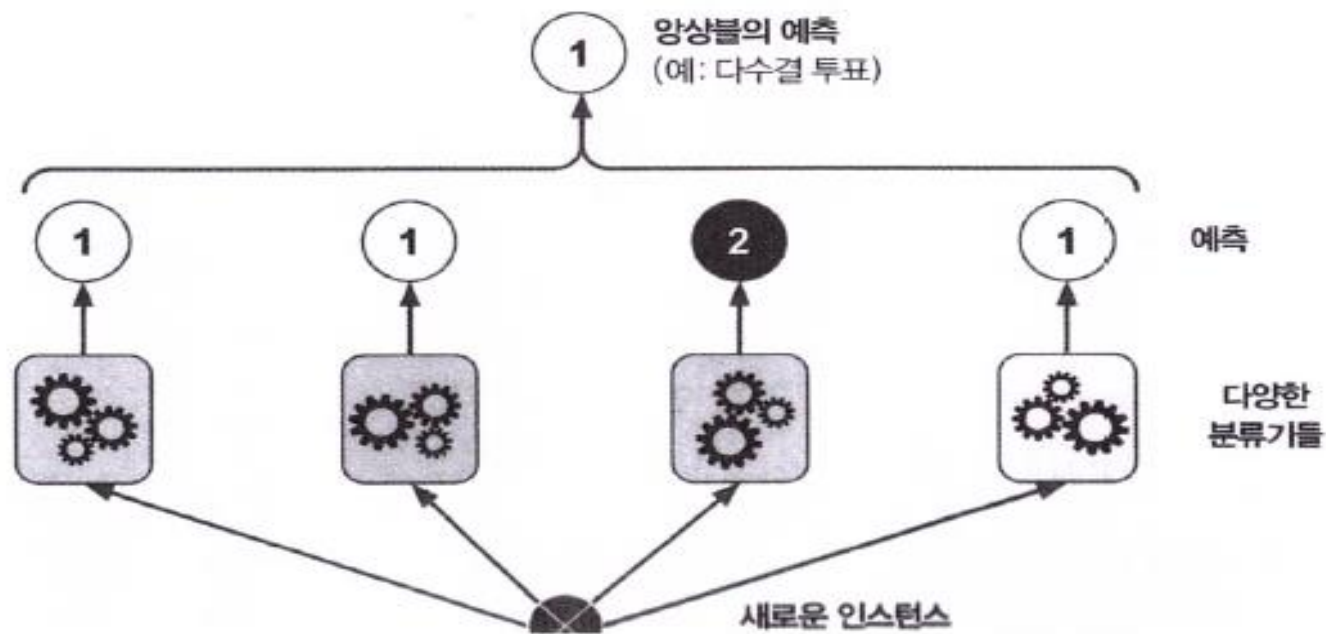 1
앙상블의 예측
(예: 다수결 투표)
1 1 2 1 예측
다양한
분류기들
새로운 인스턴스